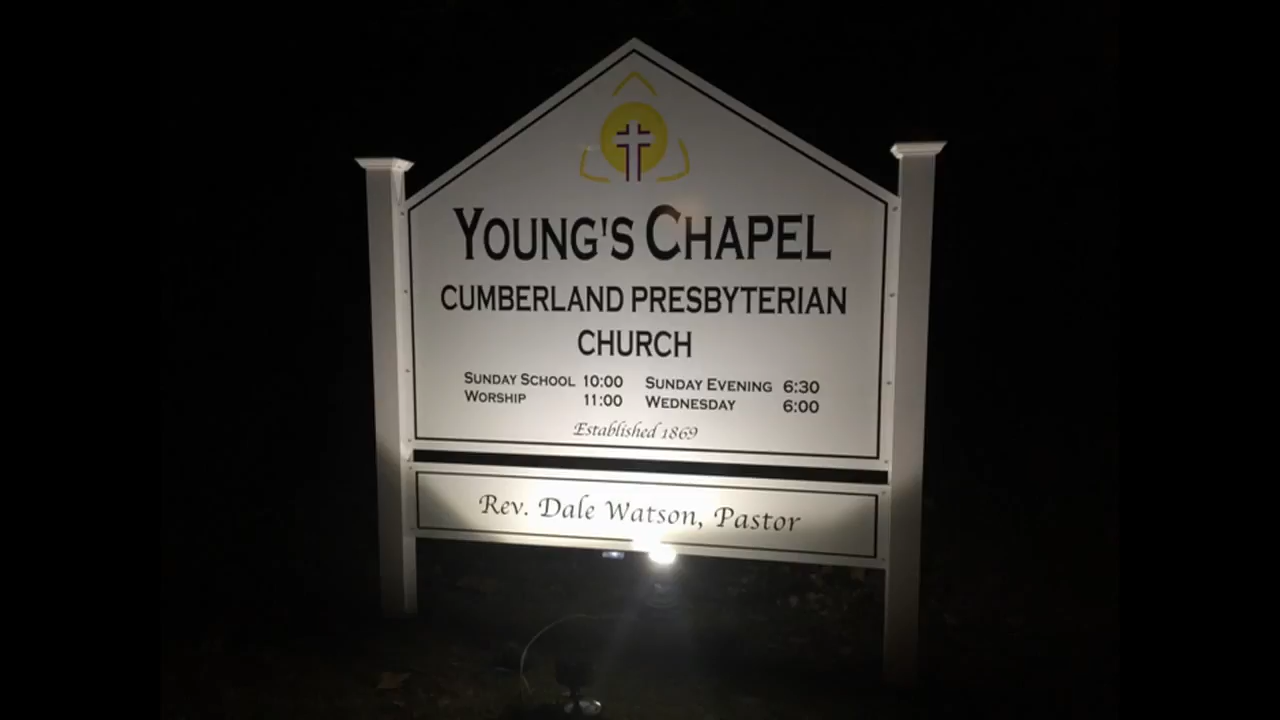 YOUNG'S CHAPEL
CUMBERLAND PRESBYTERIAN
CHURCH
SUNDAY SCHOOL 10:00 SUNDAY EVENING 6:30
WORSHIP 11:00 WEDNESDAY 6:00
Established 1869
Rev. Dale Watson, Pastor